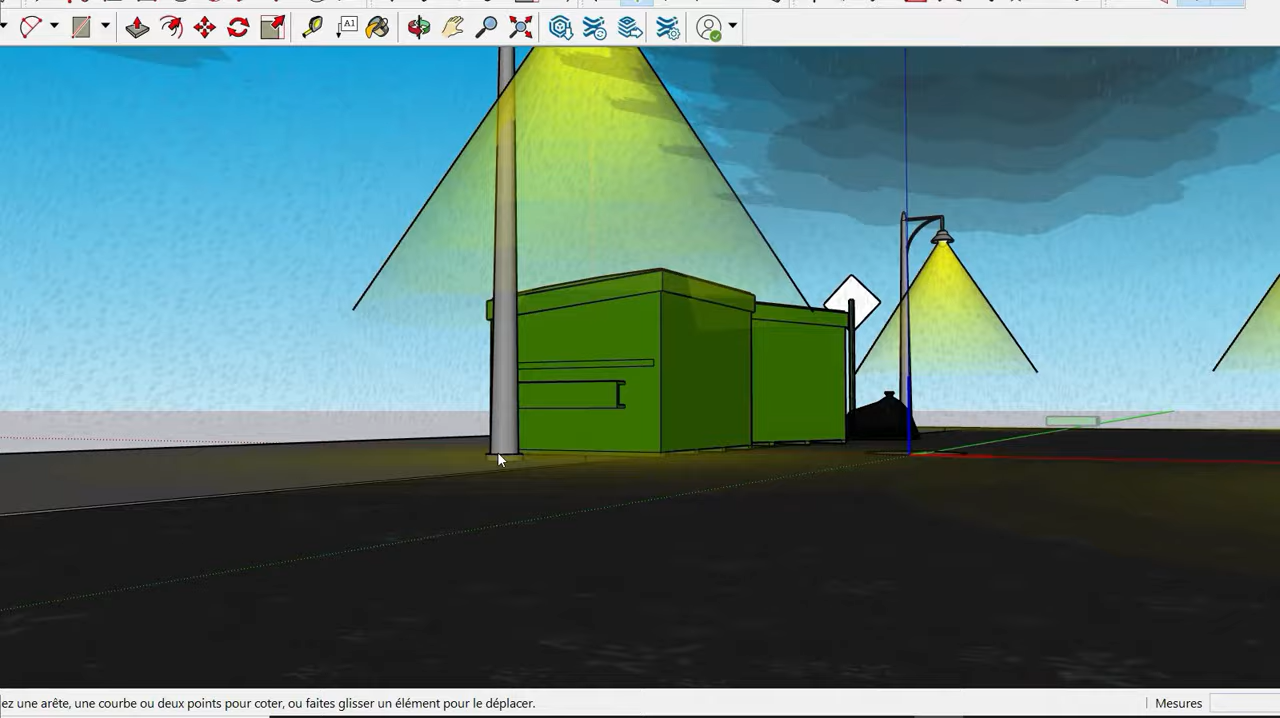 A1
ez une arête, une courbe ou deux points pour coter, ou faites glisser un élément pour le déplacer.
Mesures